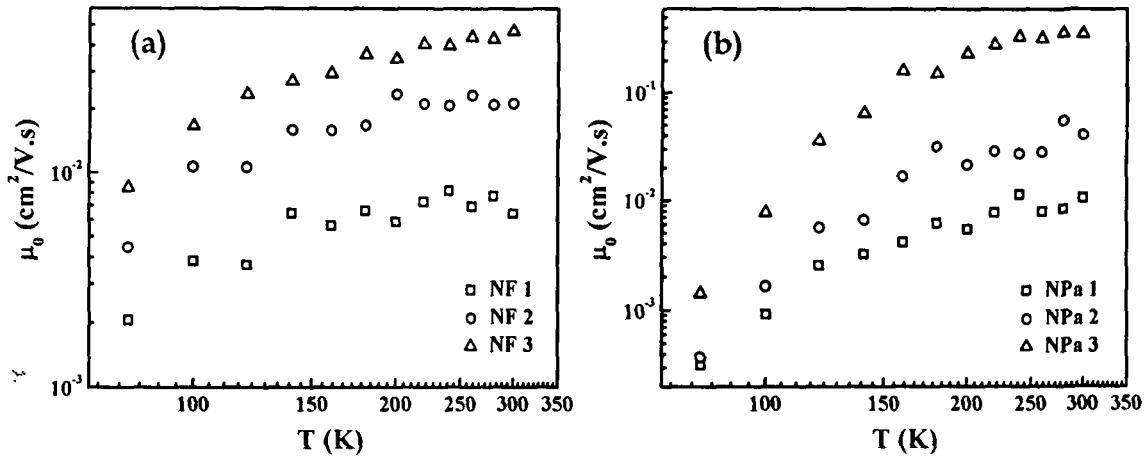 (a)
μ₀ (cm²/V.s)
10⁻²
10⁻³
NF 1
NF 2
NF 3
100
150
200
250
300
350
T (K)
(b)
μ₀ (cm²/V.s)
10⁻¹
10⁻²
10⁻³
NPa 1
NPa 2
NPa 3
100
150
200
250
300
350
T (K)